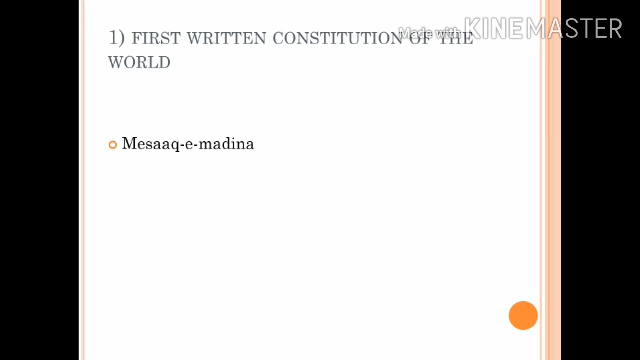 Made with KINEMASTER
1) FIRST WRITTEN CONSTITUTION OF THE
WORLD
Mesaaq-e-madina